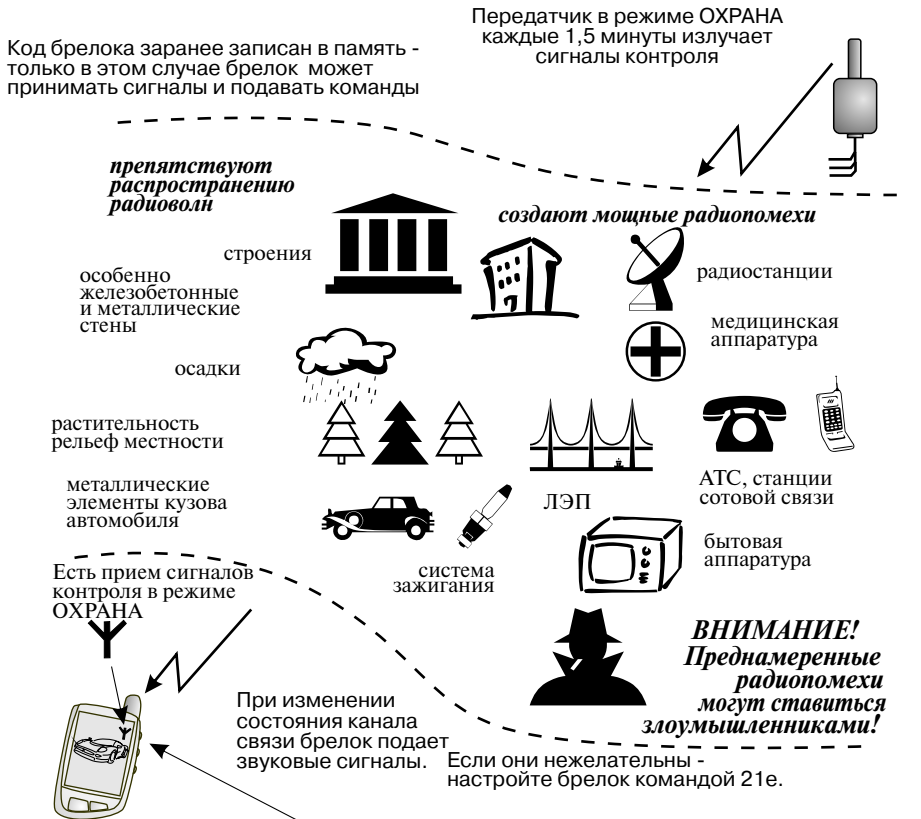 Передатчик в режиме ОХРАНА
каждые 1,5 минуты излучает
сигналы контроля
Код брелока заранее записан в память -
только в этом случае брелок может
принимать сигналы и подавать команды
препятствуют
распространению
радиоволн
создают мощные радиопомехи
строения
особенно
железобетонные
и металлические
стены
радиостанции
медицинская
аппаратура
осадки
растительность
рельеф местности
АТС, станции
сотовой связи
металлические
элементы кузова
автомобиля
ЛЭП
система
зажигания
бытовая
аппаратура
Есть прием сигналов
контроля в режиме
ОХРАНА
ВНИМАНИЕ!
Преднамеренные
радиопомехи
могут ставиться
злоумышленниками!
При изменении
состояния канала
связи брелок подает
звуковые сигналы.
Если они нежелательны -
настройте брелок командой 21е.